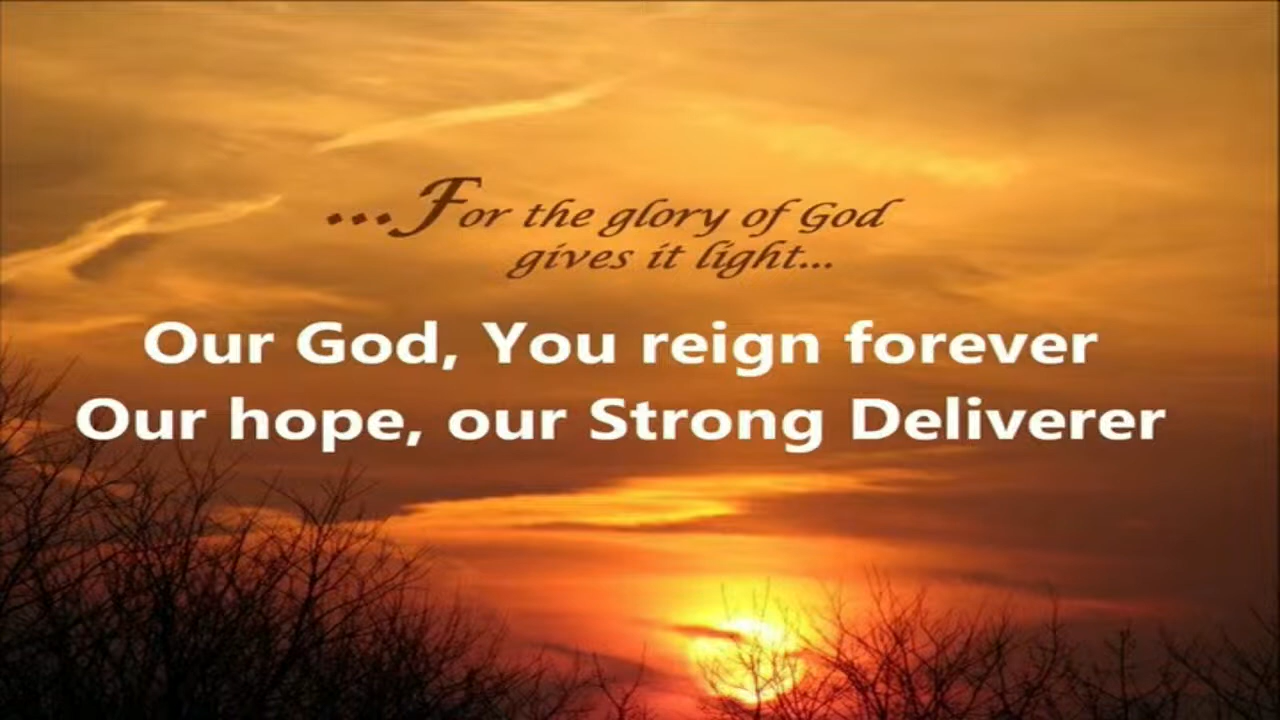 ...For the glory of God
gives it light...
Our God, You reign forever
Our hope, our Strong Deliverer